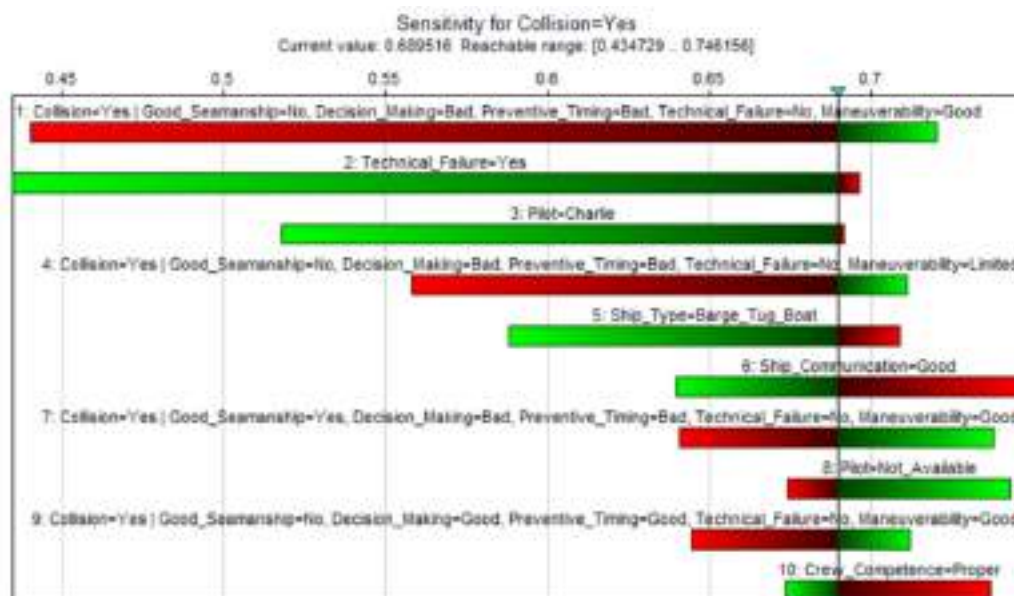 Sensitivity for Collision=Yes
Current value: 0.689516 Reachable range: [0.434729 .. 0.746156]
0.45 0.5 0.55 0.6 0.65 0.7
1: Collision=Yes | Good_Seamanship=No, Decision_Making=Bad, Preventive_Timing=Bad, Technical_Failure=No, Maneuverability=Good
2: Technical_Failure=Yes
3: Pilot=Charlie
4: Collision=Yes | Good_Seamanship=No, Decision_Making=Bad, Preventive_Timing=Bad, Technical_Failure=No, Maneuverability=Limited
5: Ship_Type=Barge_Tug_Boat
6: Ship_Communication=Good
7: Collision=Yes | Good_Seamanship=Yes, Decision_Making=Bad, Preventive_Timing=Bad, Technical_Failure=No, Maneuverability=Good
8: Pilot=Not_Available
9: Collision=Yes | Good_Seamanship=No, Decision_Making=Good, Preventive_Timing=Good, Technical_Failure=No, Maneuverability=Good
10: Crew_Competence=Proper